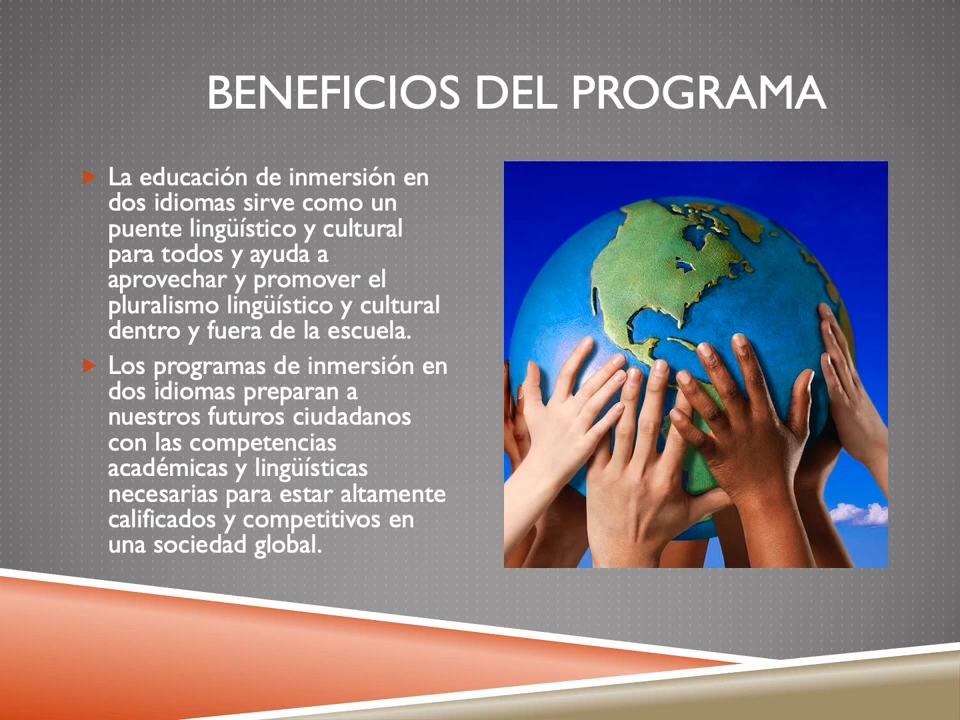 BENEFICIOS DEL PROGRAMA
La educación de inmersión en
dos idiomas sirve como un
puente lingüístico y cultural
para todos y ayuda a
aprovechar y promover el
pluralismo lingüístico y cultural
dentro y fuera de la escuela.
Los programas de inmersión en
dos idiomas preparan a
nuestros futuros ciudadanos
con las competencias
académicas y lingüísticas
necesarias para estar altamente
calificados y competitivos en
una sociedad global.